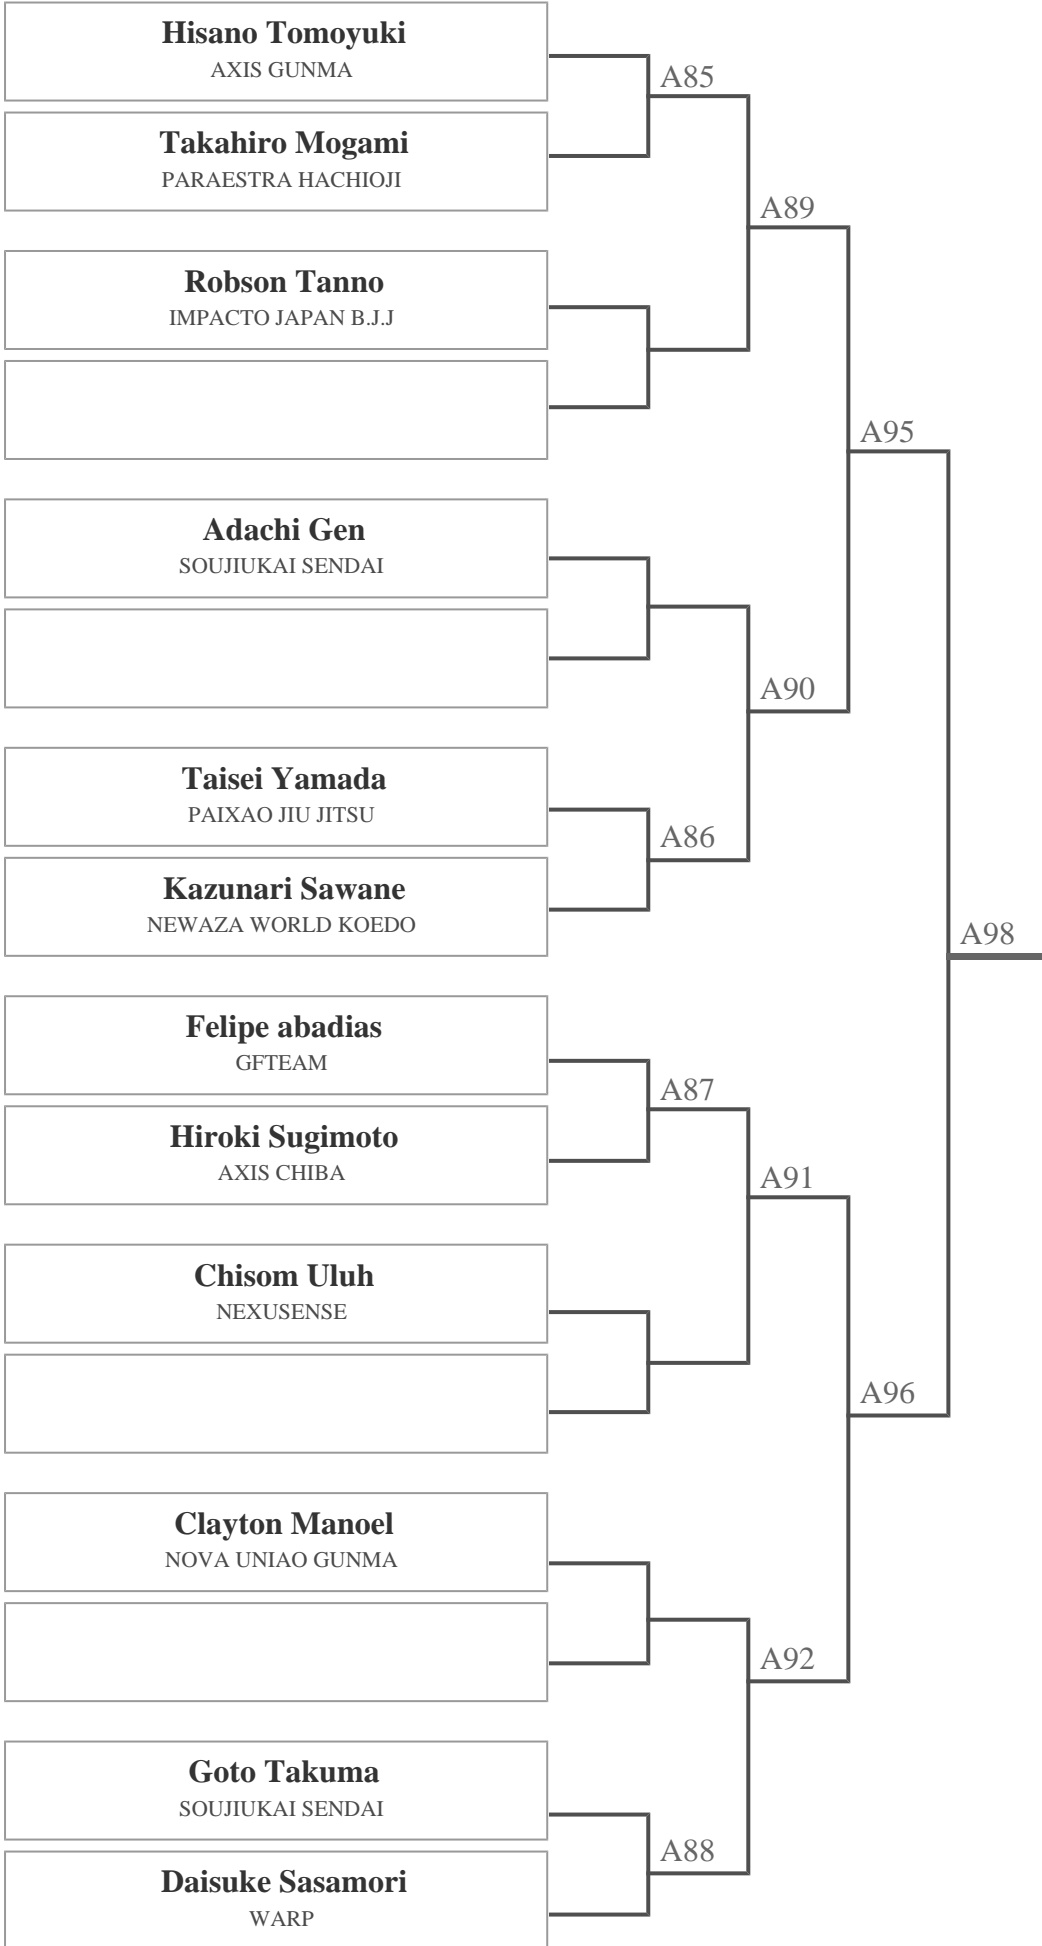 Hisano Tomoyuki
AXIS GUNMA
A85
Takahiro Mogami
PARAESTRA HACHIOJI
A89
Robson Tanno
IMPACTO JAPAN B.J.J
A95
Adachi Gen
SOUJIUKAI SENDAI
A90
Taisei Yamada
PAIXAO JIU JITSU
A86
Kazunari Sawane
NEWAZA WORLD KOEDO
A98
Felipe abadias
GFTEAM
A87
Hiroki Sugimoto
AXIS CHIBA
A91
Chisom Uluh
NEXUSENSE
A96
Clayton Manoel
NOVA UNIAO GUNMA
A92
Goto Takuma
SOUJIUKAI SENDAI
A88
Daisuke Sasamori
WARP